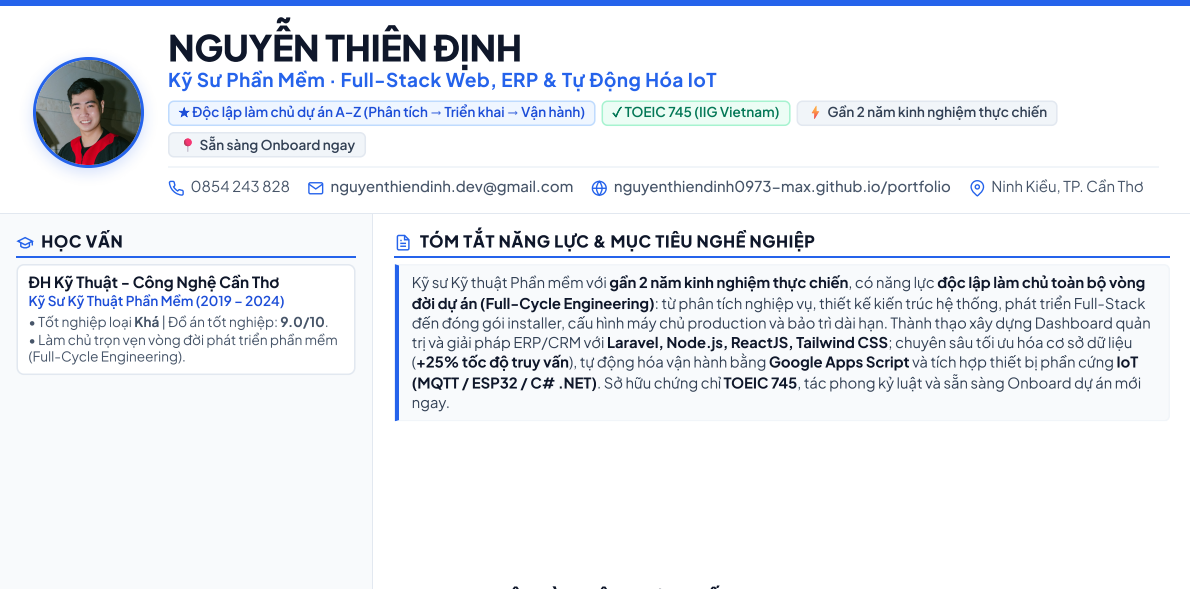 NGUYỄN THIÊN ĐỊNH
Kỹ Sư Phần Mềm · Full-Stack Web, ERP & Tự Động Hóa IoT
★ Độc lập làm chủ dự án A–Z (Phân tích → Triển khai → Vận hành)
✓ TOEIC 745 (IIG Vietnam)
⚡ Gần 2 năm kinh nghiệm thực chiến
📍 Sẵn sàng Onboard ngay
0854 243 828
nguyenthiendinh.dev@gmail.com
nguyenthiendinh0973-max.github.io/portfolio
Ninh Kiều, TP. Cần Thơ
HỌC VẤN
ĐH Kỹ Thuật - Công Nghệ Cần Thơ
Kỹ Sư Kỹ Thuật Phần Mềm (2019 – 2024)
• Tốt nghiệp loại Khá | Đồ án tốt nghiệp: 9.0/10.
• Làm chủ trọn vẹn vòng đời phát triển phần mềm
(Full-Cycle Engineering).
TÓM TẮT NĂNG LỰC & MỤC TIÊU NGHỀ NGHIỆP
Kỹ sư Kỹ thuật Phần mềm với gần 2 năm kinh nghiệm thực chiến, có năng lực độc lập làm chủ toàn bộ vòng
đời dự án (Full-Cycle Engineering): từ phân tích nghiệp vụ, thiết kế kiến trúc hệ thống, phát triển Full-Stack
đến đóng gói installer, cấu hình máy chủ production và bảo trì dài hạn. Thành thạo xây dựng Dashboard quản
trị và giải pháp ERP/CRM với Laravel, Node.js, ReactJS, Tailwind CSS; chuyên sâu tối ưu hóa cơ sở dữ liệu
(+25% tốc độ truy vấn), tự động hóa vận hành bằng Google Apps Script và tích hợp thiết bị phần cứng IoT
(MQTT / ESP32 / C# .NET). Sở hữu chứng chỉ TOEIC 745, tác phong kỷ luật và sẵn sàng Onboard dự án mới
ngay.